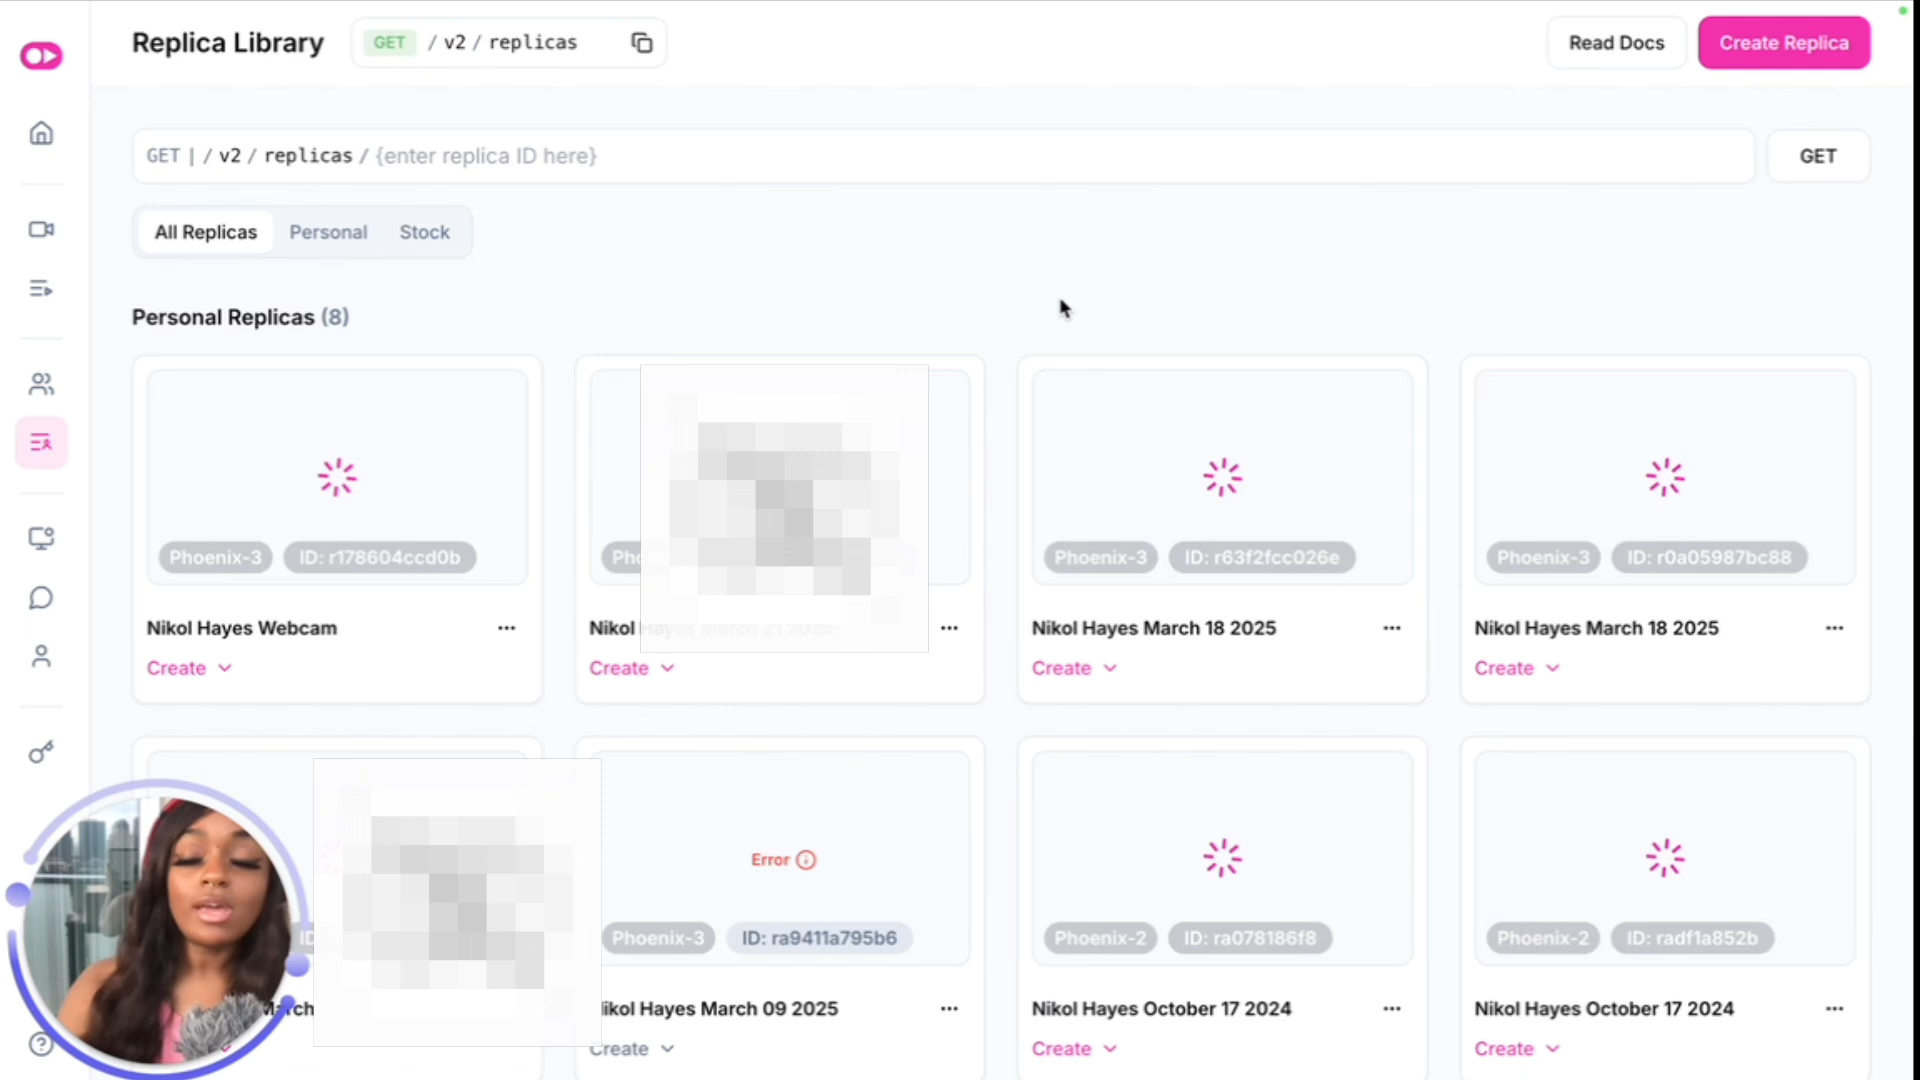 Replica Library
GET / v2 / replicas
Read Docs
Create Replica
GET | / v2 / replicas / {enter replica ID here}
GET
All Replicas
Personal
Stock
Personal Replicas (8)
Phoenix-3
ID: r178604ccd0b
Phoenix-3
ID: r63f2fcc026e
Phoenix-3
ID: r0a05987bc88
Nikol Hayes Webcam
Nikol
Nikol Hayes March 18 2025
Nikol Hayes March 18 2025
Create
Create
Create
Create
Error
ID
Phoenix-3
ID: ra9411a795b6
Phoenix-2
ID: ra078186f8
Phoenix-2
ID: radf1a852b
March
Nikol Hayes March 09 2025
Nikol Hayes October 17 2024
Nikol Hayes October 17 2024
Create
Create
Create